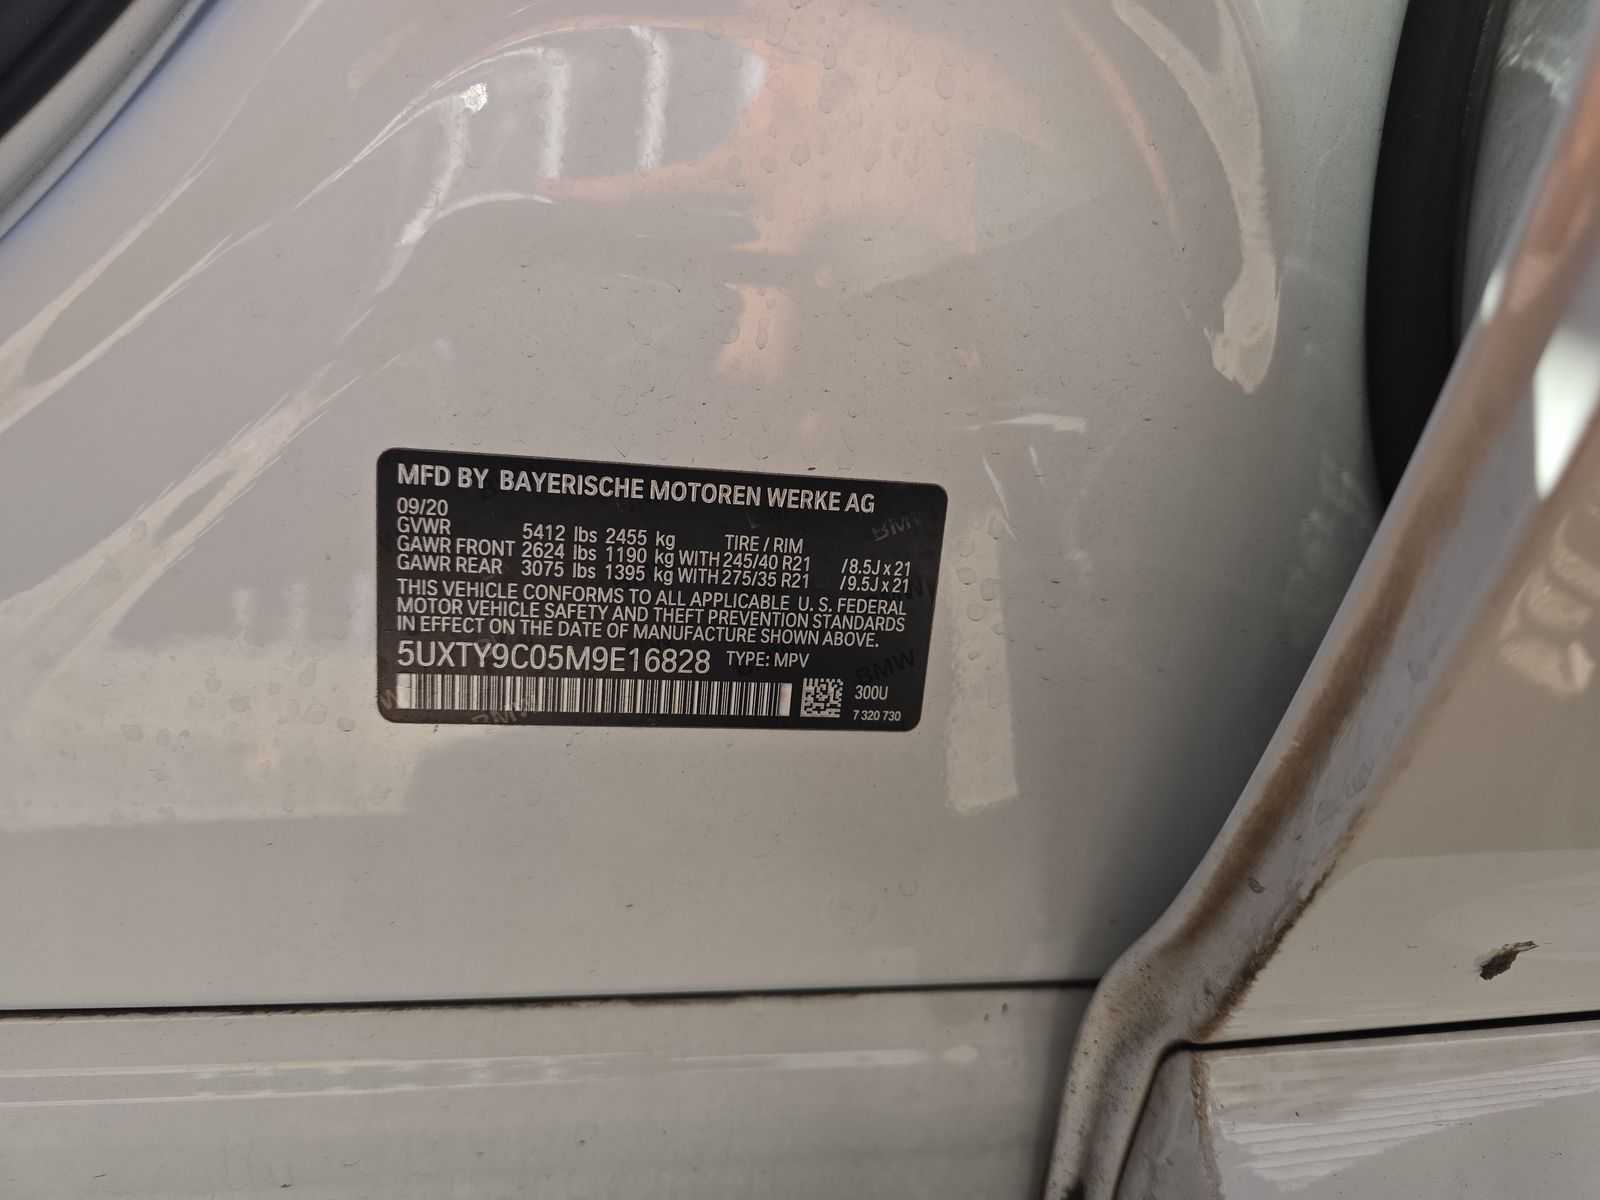 MFD BY BAYERISCHE MOTOREN WERKE AG
09/20
GVWR 5412 lbs 2455 kg TIRE / RIM
GAWR FRONT 2624 lbs 1190 kg WITH 245/40 R21 /8.5J x 21
GAWR REAR 3075 lbs 1395 kg WITH 275/35 R21 /9.5J x 21
THIS VEHICLE CONFORMS TO ALL APPLICABLE U. S. FEDERAL
MOTOR VEHICLE SAFETY AND THEFT PREVENTION STANDARDS
IN EFFECT ON THE DATE OF MANUFACTURE SHOWN ABOVE.
5UXTY9C05M9E16828 TYPE: MPV
300U
7 320 730
BMW
BMW
BMW